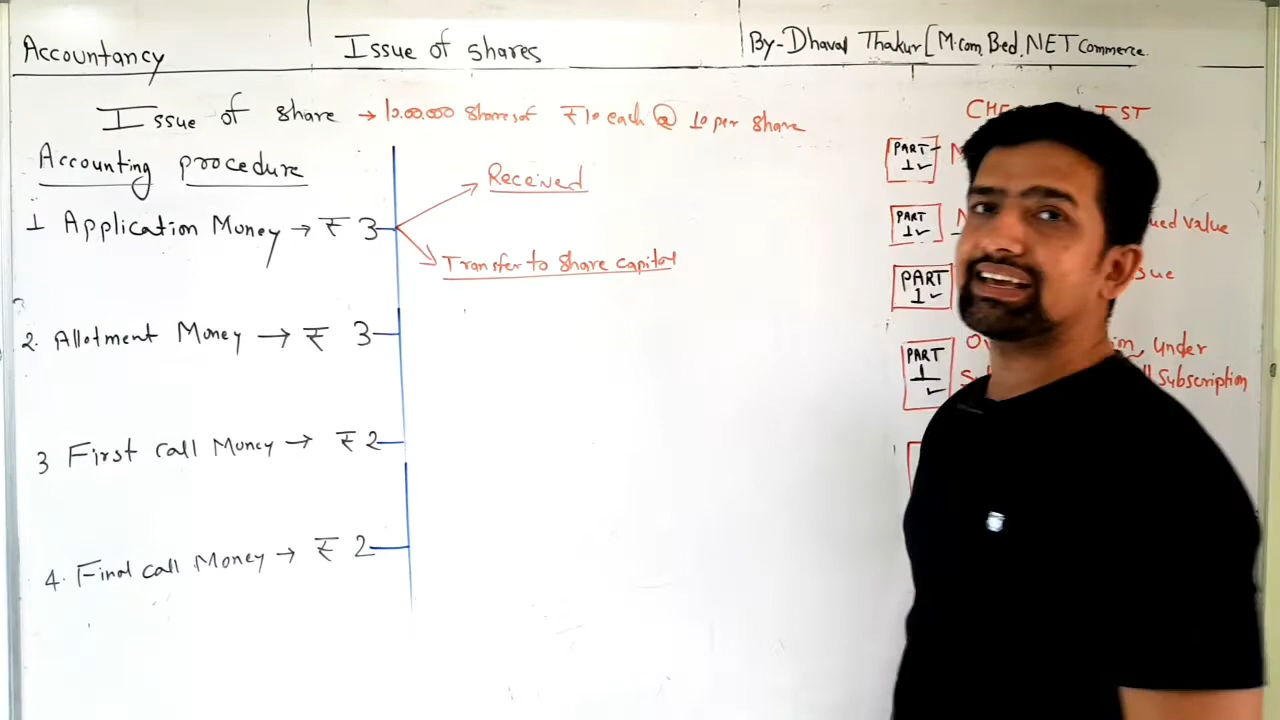 Accountancy
Issue of shares
By-Dhaval Thakur [M.com, Bed, NET Commerce.
Issue of share → 10.00.000 shares of ₹10 each @ 10 per share
Accounting procedure
1 Application Money → ₹ 3
Received
Transfer to share capital
2. Allotment Money → ₹ 3
3 First call Money → ₹ 2
4. Final call Money → ₹ 2
PART-
1 ✓
PART
1 ✓
ued value
PART
1 ✓
sue
PART
1 ✓
, under
Subscription